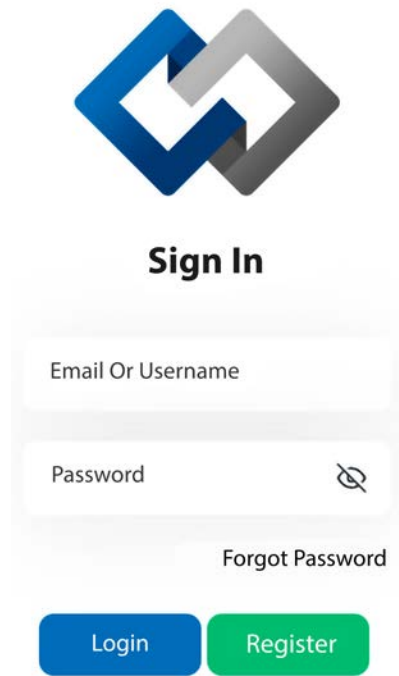 Sign In
Email Or Username
Password
Forgot Password
Login Register